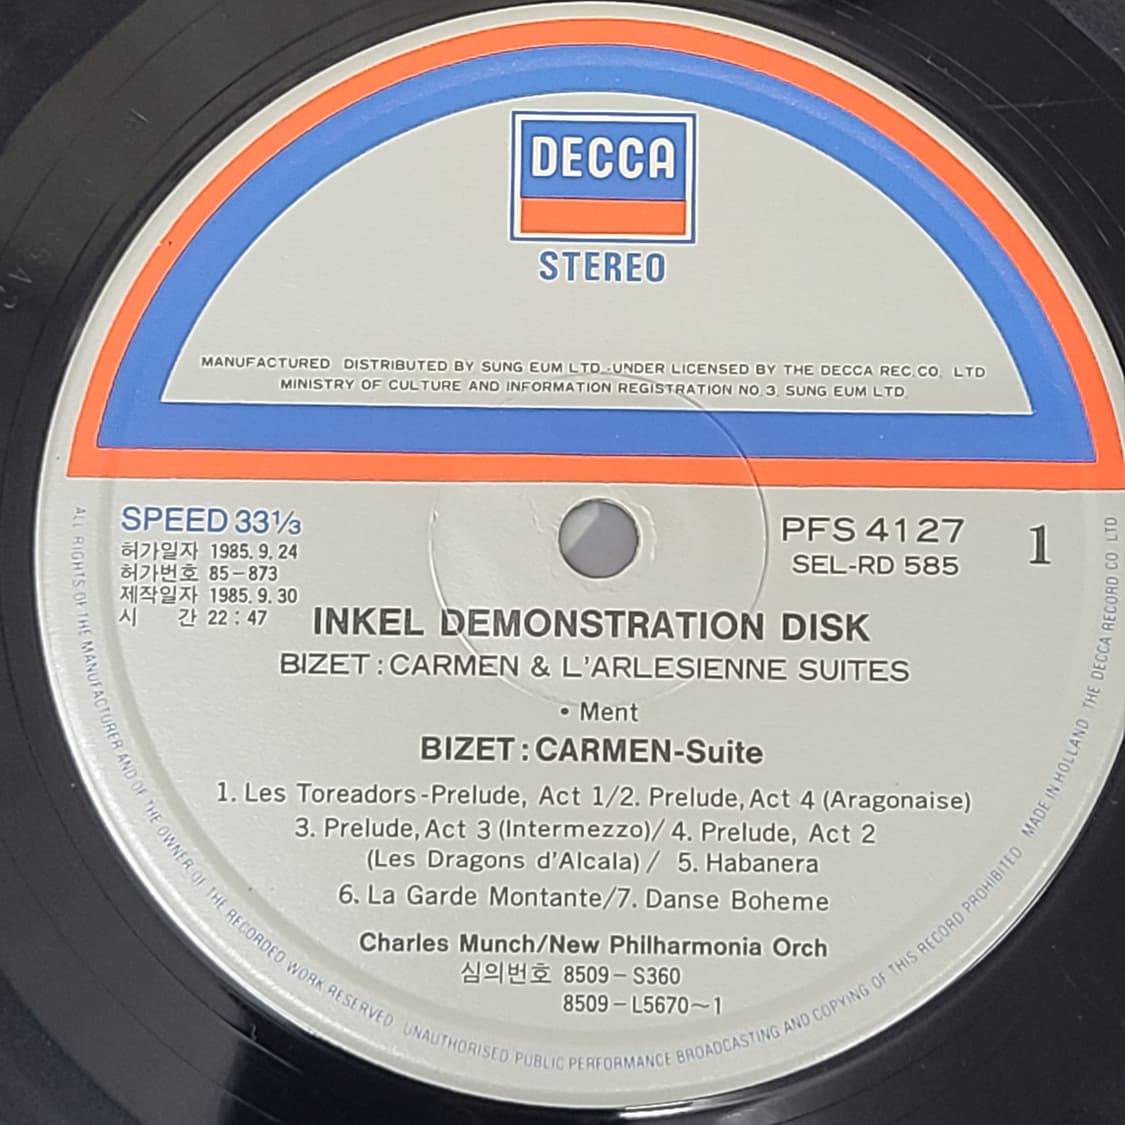 DECCA
STEREO
MANUFACTURED DISTRIBUTED BY SUNG EUM LTD.·UNDER LICENSED BY THE DECCA REC.CO. LTD
MINISTRY OF CULTURE AND INFORMATION REGISTRATION NO.3. SUNG EUM LTD.
SPEED 33⅓
허가일자 1985. 9. 24
허가번호 85-873
제작일자 1985. 9. 30
시 간 22 : 47
PFS 4127
SEL-RD 585
1
INKEL DEMONSTRATION DISK
BIZET : CARMEN & L'ARLESIENNE SUITES
• Ment
BIZET : CARMEN-Suite
1. Les Toreadors-Prelude, Act 1/2. Prelude, Act 4 (Aragonaise)
3. Prelude, Act 3 (Intermezzo)/ 4. Prelude, Act 2
(Les Dragons d'Alcala) / 5. Habanera
6. La Garde Montante/7. Danse Boheme
Charles Munch/New Philharmonia Orch
심의번호 8509-S360
8509-L5670~1
ALL RIGHTS OF THE MANUFACTURER AND OF THE OWNER OF THE RECORDED WORK RESERVED. UNAUTHORISED PUBLIC PERFORMANCE BROADCASTING AND COPYING OF THIS RECORD PROHIBITED. MADE IN HOLLAND THE DECCA RECORD CO LTD